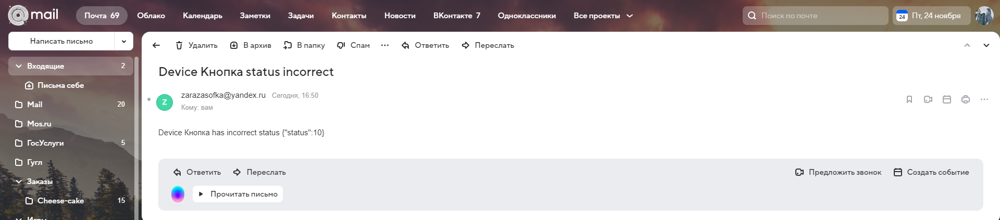 mail
Почта 69 Облако Календарь Заметки Задачи Контакты Новости ВКонтакте 7 Одноклассники Все проекты
Поиск по почте
24 Пт, 24 ноября
Написать письмо
Удалить В архив В папку Спам Ответить Переслать
Входящие 2
Письма себе
Mail 20
Mos.ru
ГосУслуги 5
Гугл
Заказы
Cheese-cake 15
Игры
Device Кнопка status incorrect
Z
zarazasofka@yandex.ru Сегодня, 16:50
Кому: вам
Device Кнопка has incorrect status {"status":10}
Ответить Переслать
Предложить звонок Создать событие
Прочитать письмо